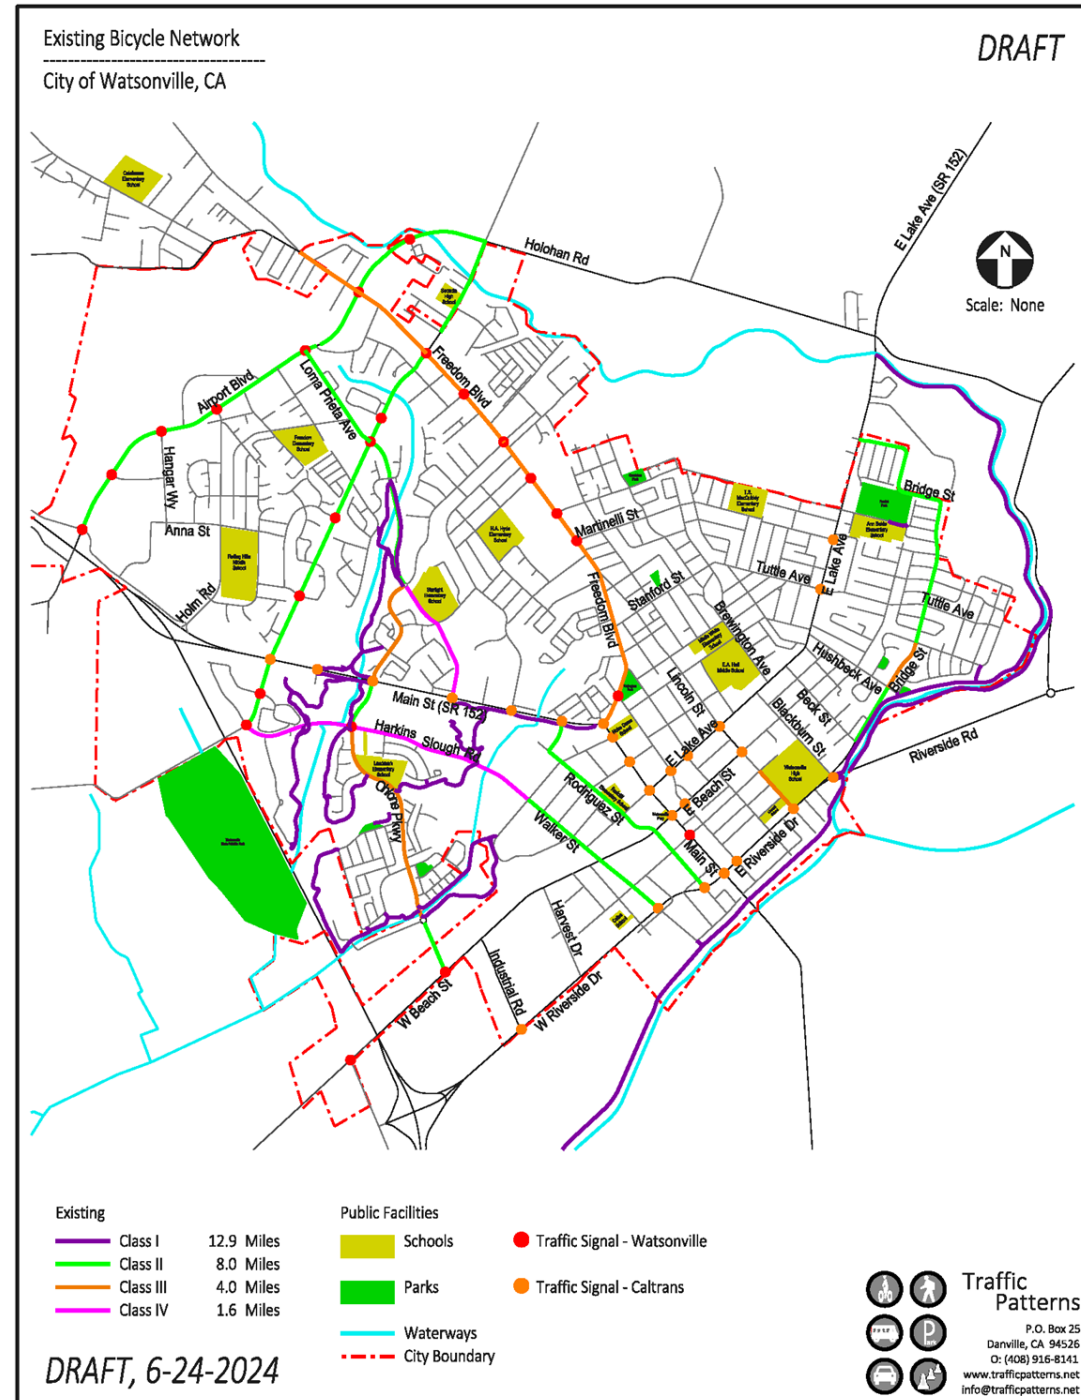 Existing Bicycle Network
City of Watsonville, CA
DRAFT
E Lake Ave (SR 152)
N
Scale: None
Holohan Rd
Freedom Blvd
Loma Prieta Ave
Airport Blvd
Hangar Wy
Anna St
Holm Rd
Martinelli St
Bridge St
E Lake Ave
Tuttle Ave
Tuttle Ave
Freedom Blvd
Stanford St
Brewington Ave
Hushbeck Ave
Bridge St
Lincoln St
Beck St
Blackburn St
Main St (SR 152)
Harkins Slough Rd
E Lake Ave
E Beach St
Riverside Rd
Rodriguez St
Ohlone Pkwy
Walker St
Main St
E Riverside Dr
Harvest Dr
Industrial Rd
W Beach St
W Riverside Dr
Existing
Class I 12.9 Miles
Class II 8.0 Miles
Class III 4.0 Miles
Class IV 1.6 Miles
Public Facilities
Schools
Parks
Waterways
City Boundary
Traffic Signal - Watsonville
Traffic Signal - Caltrans
DRAFT, 6-24-2024
P
Traffic
Patterns
P.O. Box 25
Danville, CA 94526
O: (408) 916-8141
www.trafficpatterns.net
info@trafficpatterns.net